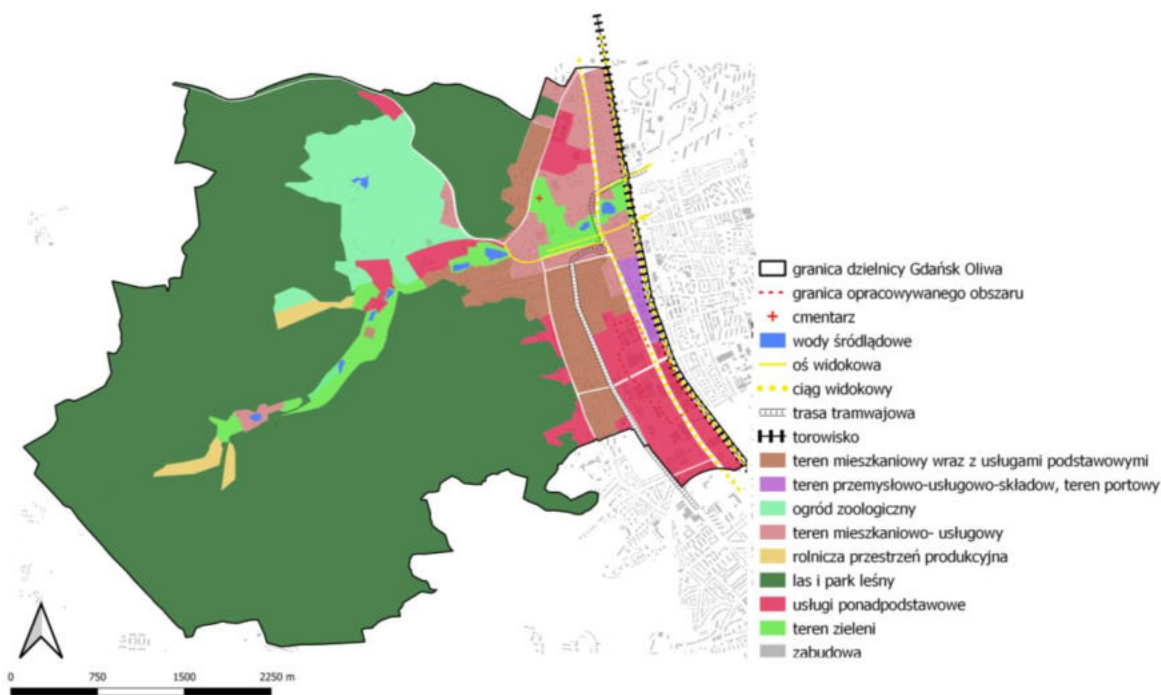 granica dzielnicy Gdańsk Oliwa
granica opracowywanego obszaru
cmentarz
wody śródlądowe
oś widokowa
ciąg widokowy
trasa tramwajowa
torowisko
teren mieszkaniowy wraz z usługami podstawowymi
teren przemysłowo-usługowo-składow, teren portowy
ogród zoologiczny
teren mieszkaniowo- usługowy
rolnicza przestrzeń produkcyjna
las i park leśny
usługi ponadpodstawowe
teren zieleni
zabudowa
0 750 1500 2250 m